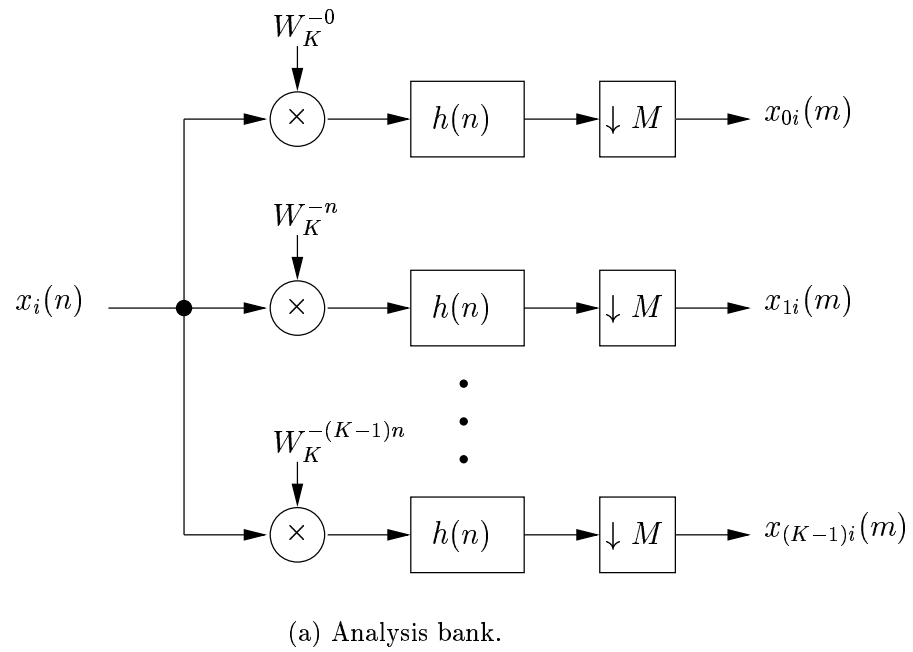 W_K^{-0}
× h(n) ↓ M x_{0i}(m)
W_K^{-n}
x_i(n) × h(n) ↓ M x_{1i}(m)
W_K^{-(K-1)n}
× h(n) ↓ M x_{(K-1)i}(m)
(a) Analysis bank.